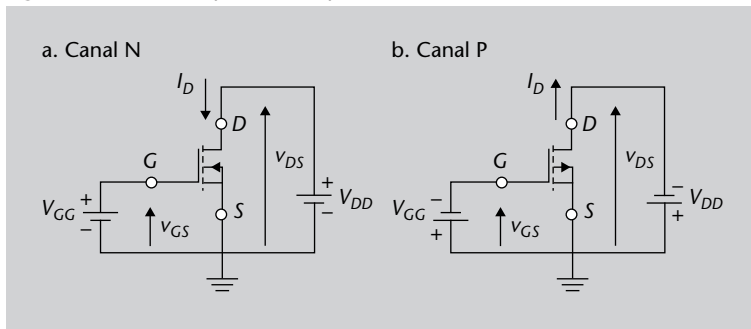 a. Canal N
b. Canal P
I_D
D
G
v_DS
+
V_GG
+
−
v_GS
S
+
−
V_DD
I_D
D
G
v_DS
−
V_GG
−
+
v_GS
S
−
+
V_DD